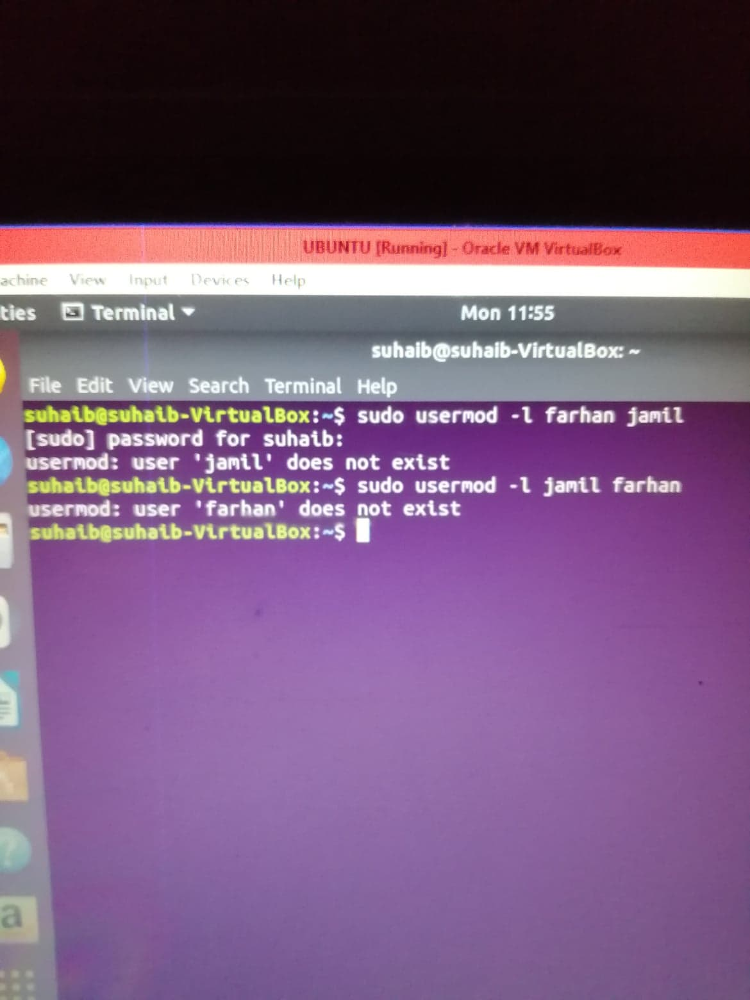 UBUNTU [Running] - Oracle VM VirtualBox
achine View Input Devices Help
ties Terminal Mon 11:55
suhaib@suhaib-VirtualBox: ~
File Edit View Search Terminal Help
suhaib@suhaib-VirtualBox:~$ sudo usermod -l farhan jamil
[sudo] password for suhaib:
usermod: user 'jamil' does not exist
suhaib@suhaib-VirtualBox:~$ sudo usermod -l jamil farhan
usermod: user 'farhan' does not exist
suhaib@suhaib-VirtualBox:~$
?
a